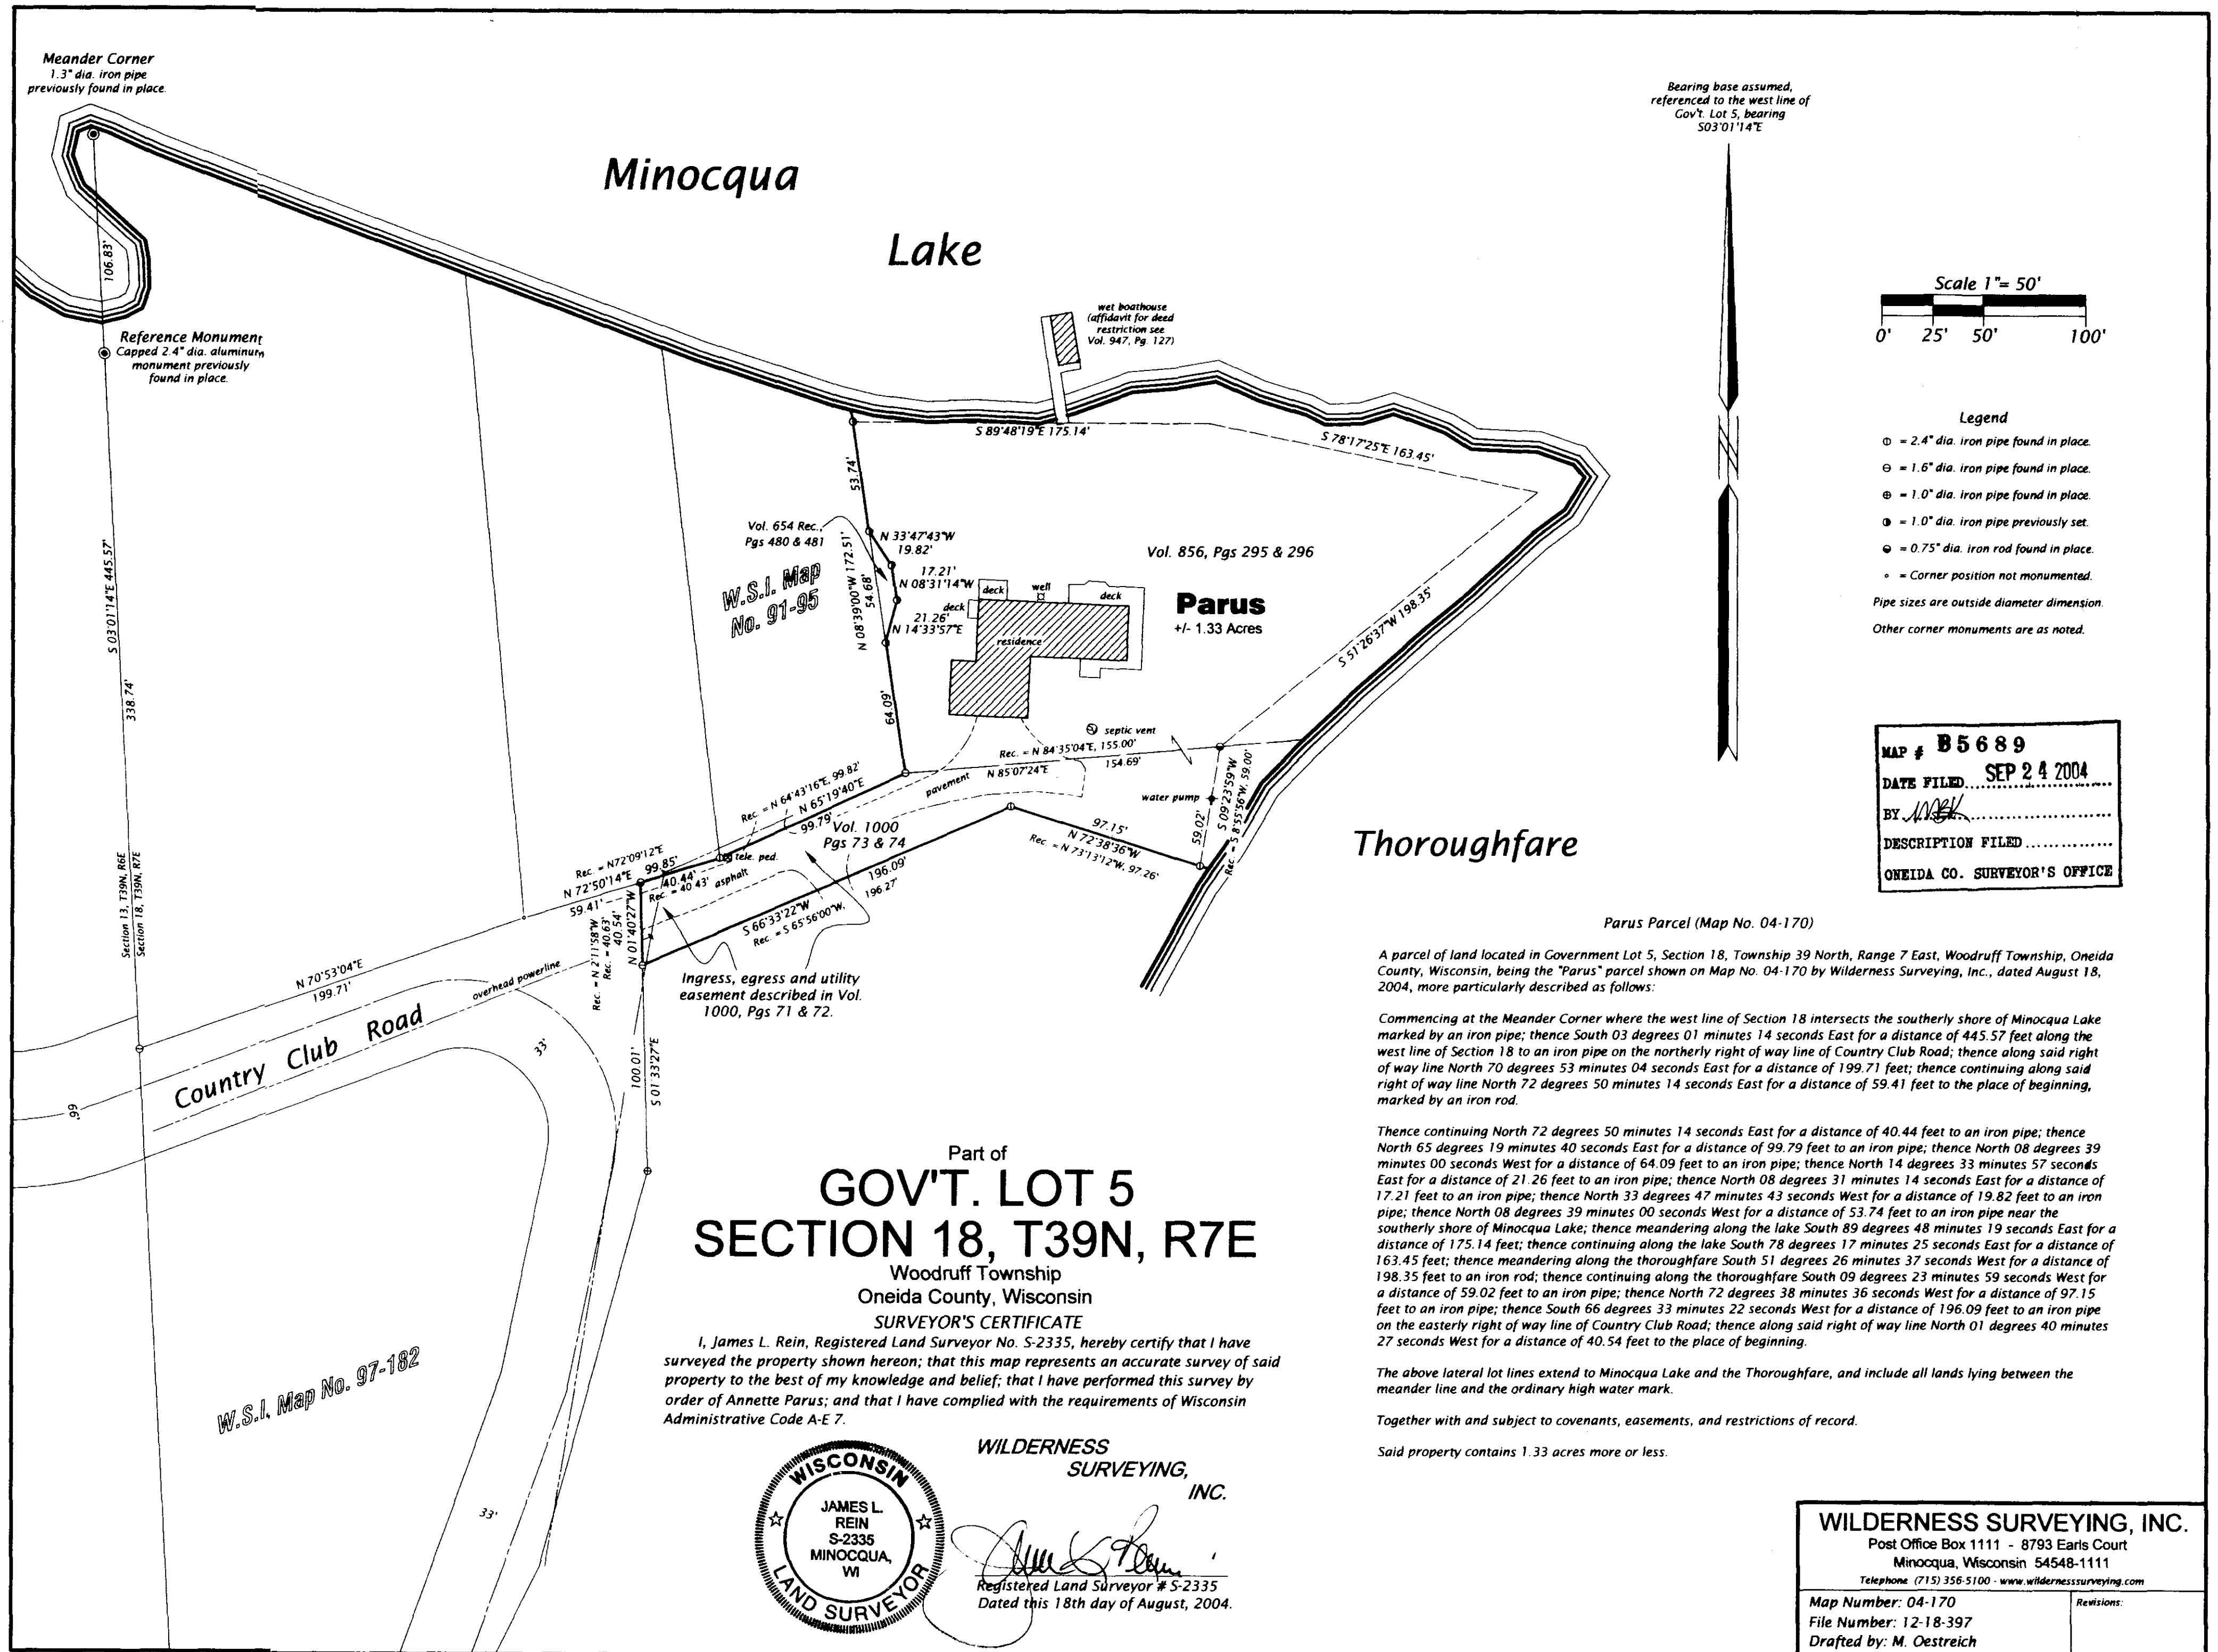 Meander Corner
1.3" dia. iron pipe
previously found in place.
106.83'
Reference Monument
Capped 2.4" dia. aluminum
monument previously
found in place.
Minocqua
Lake
wet boathouse
(affidavit for deed
restriction see
Vol. 947, Pg. 127)
S 89°48'19"E 175.14'
S 78°17'25"E 163.45'
53.74'
Vol. 654 Rec.,
Pgs 480 & 481
N 33°47'43"W
19.82'
17.21'
N 08°31'14"W
21.26'
N 14°33'57"E
N 08°39'00"W 172.51'
54.68'
64.09'
W.S.I. Map
No. 91-95
Vol. 856, Pgs 295 & 296
deck
well
deck
deck
residence
Parus
+/- 1.33 Acres
S 51°26'37"W 198.35'
S 03°01'14"E 445.57'
338.74'
Section 13, T39N, R6E
Section 18, T39N, R7E
septic vent
Rec. = N 84°35'04"E, 155.00'
N 85°07'24"E
154.69'
pavement
water pump
59.02'
S 09°23'59"W
Rec. = S 8°55'56"W, 59.00'
97.15'
N 72°38'36"W
Rec. = N 73°13'12"W, 97.26'
Rec. = N 64°43'16"E, 99.82'
N 65°19'40"E
99.79'
Vol. 1000
Pgs 73 & 74
tele. ped.
Rec. = N72°09'12"E
N 72°50'14"E 99.85'
59.41'
40.44'
Rec. = 40.43'
asphalt
196.09'
196.27'
S 66°33'22"W
Rec. = S 65°56'00"W,
Rec. = N 2°11'58"W
Rec. = 40.63'
40.54'
N 01°40'27"W
Ingress, egress and utility
easement described in Vol.
1000, Pgs 71 & 72.
N 70°53'04"E
199.71'
overhead powerline
Country Club Road
66'
33'
100.01'
S 01°33'27"E
33'
W.S.I. Map No. 97-182
Thoroughfare
Bearing base assumed,
referenced to the west line of
Gov't. Lot 5, bearing
S03°01'14"E
Scale 1"= 50'
0' 25' 50' 100'
Legend
= 2.4" dia. iron pipe found in place.
= 1.6" dia. iron pipe found in place.
= 1.0" dia. iron pipe found in place.
= 1.0" dia. iron pipe previously set.
= 0.75" dia. iron rod found in place.
= Corner position not monumented.
Pipe sizes are outside diameter dimension.
Other corner monuments are as noted.
MAP # B5689
DATE FILED SEP 24 2004
BY
DESCRIPTION FILED
ONEIDA CO. SURVEYOR'S OFFICE
Parus Parcel (Map No. 04-170)
A parcel of land located in Government Lot 5, Section 18, Township 39 North, Range 7 East, Woodruff Township, Oneida
County, Wisconsin, being the "Parus" parcel shown on Map No. 04-170 by Wilderness Surveying, Inc., dated August 18,
2004, more particularly described as follows:
Commencing at the Meander Corner where the west line of Section 18 intersects the southerly shore of Minocqua Lake
marked by an iron pipe; thence South 03 degrees 01 minutes 14 seconds East for a distance of 445.57 feet along the
west line of Section 18 to an iron pipe on the northerly right of way line of Country Club Road; thence along said right
of way line North 70 degrees 53 minutes 04 seconds East for a distance of 199.71 feet; thence continuing along said
right of way line North 72 degrees 50 minutes 14 seconds East for a distance of 59.41 feet to the place of beginning,
marked by an iron rod.
Thence continuing North 72 degrees 50 minutes 14 seconds East for a distance of 40.44 feet to an iron pipe; thence
North 65 degrees 19 minutes 40 seconds East for a distance of 99.79 feet to an iron pipe; thence North 08 degrees 39
minutes 00 seconds West for a distance of 64.09 feet to an iron pipe; thence North 14 degrees 33 minutes 57 seconds
East for a distance of 21.26 feet to an iron pipe; thence North 08 degrees 31 minutes 14 seconds East for a distance of
17.21 feet to an iron pipe; thence North 33 degrees 47 minutes 43 seconds West for a distance of 19.82 feet to an iron
pipe; thence North 08 degrees 39 minutes 00 seconds West for a distance of 53.74 feet to an iron pipe near the
southerly shore of Minocqua Lake; thence meandering along the lake South 89 degrees 48 minutes 19 seconds East for a
distance of 175.14 feet; thence continuing along the lake South 78 degrees 17 minutes 25 seconds East for a distance of
163.45 feet; thence meandering along the thoroughfare South 51 degrees 26 minutes 37 seconds West for a distance of
198.35 feet to an iron rod; thence continuing along the thoroughfare South 09 degrees 23 minutes 59 seconds West for
a distance of 59.02 feet to an iron pipe; thence North 72 degrees 38 minutes 36 seconds West for a distance of 97.15
feet to an iron pipe; thence South 66 degrees 33 minutes 22 seconds West for a distance of 196.09 feet to an iron pipe
on the easterly right of way line of Country Club Road; thence along said right of way line North 01 degrees 40 minutes
27 seconds West for a distance of 40.54 feet to the place of beginning.
The above lateral lot lines extend to Minocqua Lake and the Thoroughfare, and include all lands lying between the
meander line and the ordinary high water mark.
Together with and subject to covenants, easements, and restrictions of record.
Said property contains 1.33 acres more or less.
Part of
GOV'T. LOT 5
SECTION 18, T39N, R7E
Woodruff Township
Oneida County, Wisconsin
SURVEYOR'S CERTIFICATE
I, James L. Rein, Registered Land Surveyor No. S-2335, hereby certify that I have
surveyed the property shown hereon; that this map represents an accurate survey of said
property to the best of my knowledge and belief; that I have performed this survey by
order of Annette Parus; and that I have complied with the requirements of Wisconsin
Administrative Code A-E 7.
WISCONSIN
JAMES L.
REIN
S-2335
MINOCQUA,
WI
LAND SURVEYOR
WILDERNESS
SURVEYING,
INC.
Registered Land Surveyor # S-2335
Dated this 18th day of August, 2004.
WILDERNESS SURVEYING, INC.
Post Office Box 1111 - 8793 Earls Court
Minocqua, Wisconsin 54548-1111
Telephone (715) 356-5100 - www.wildernesssurveying.com
Map Number: 04-170
File Number: 12-18-397
Drafted by: M. Oestreich
Revisions: